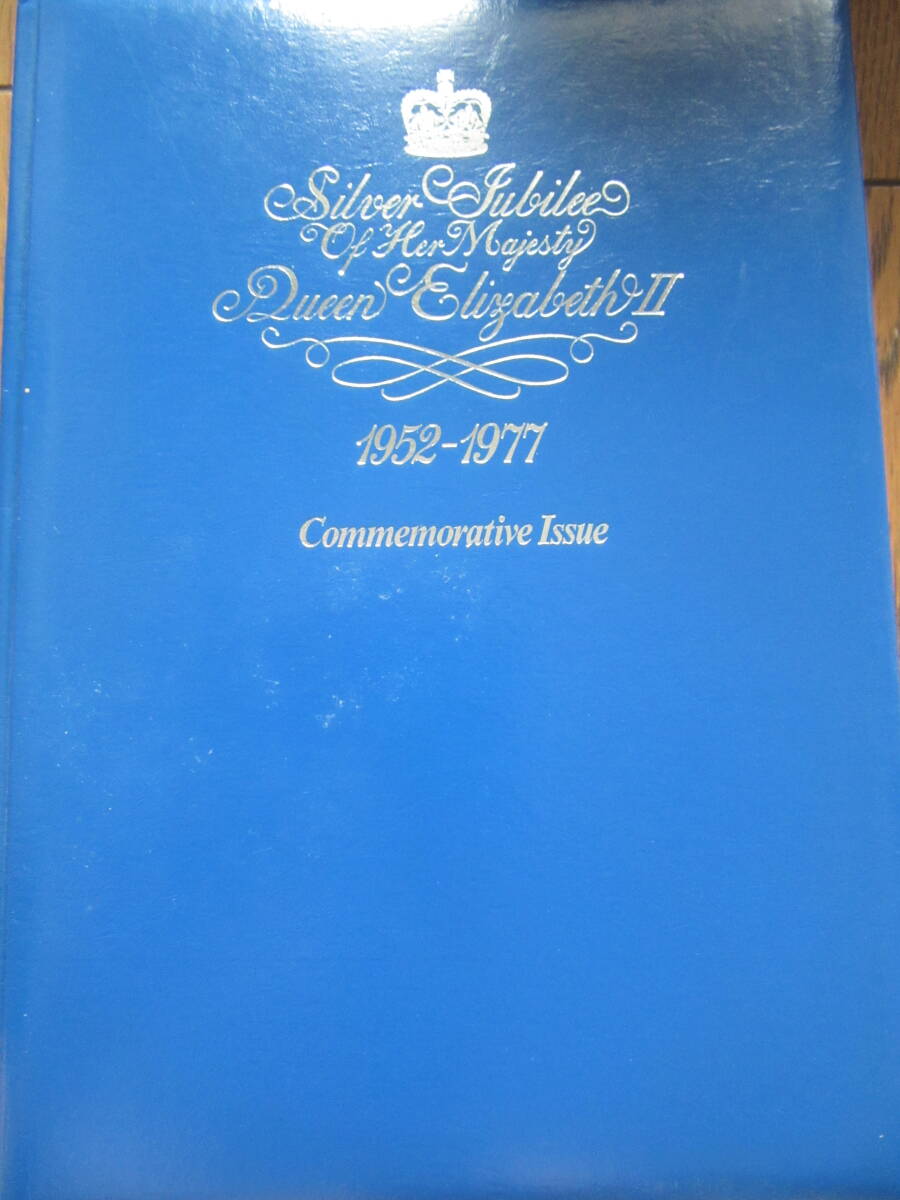 Silver Jubilee
Of Her Majesty
Queen Elizabeth II
1952-1977
Commemorative Issue